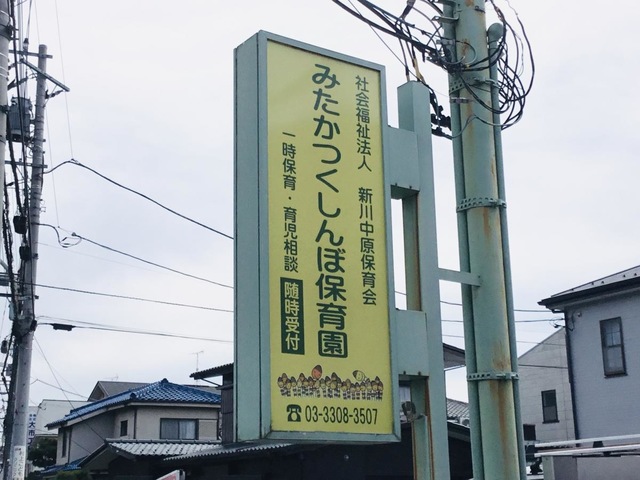 社会福祉法人 新川中原保育会
みたかつくしんぼ保育園
一時保育・育児相談 随時受付
☎03-3308-3507